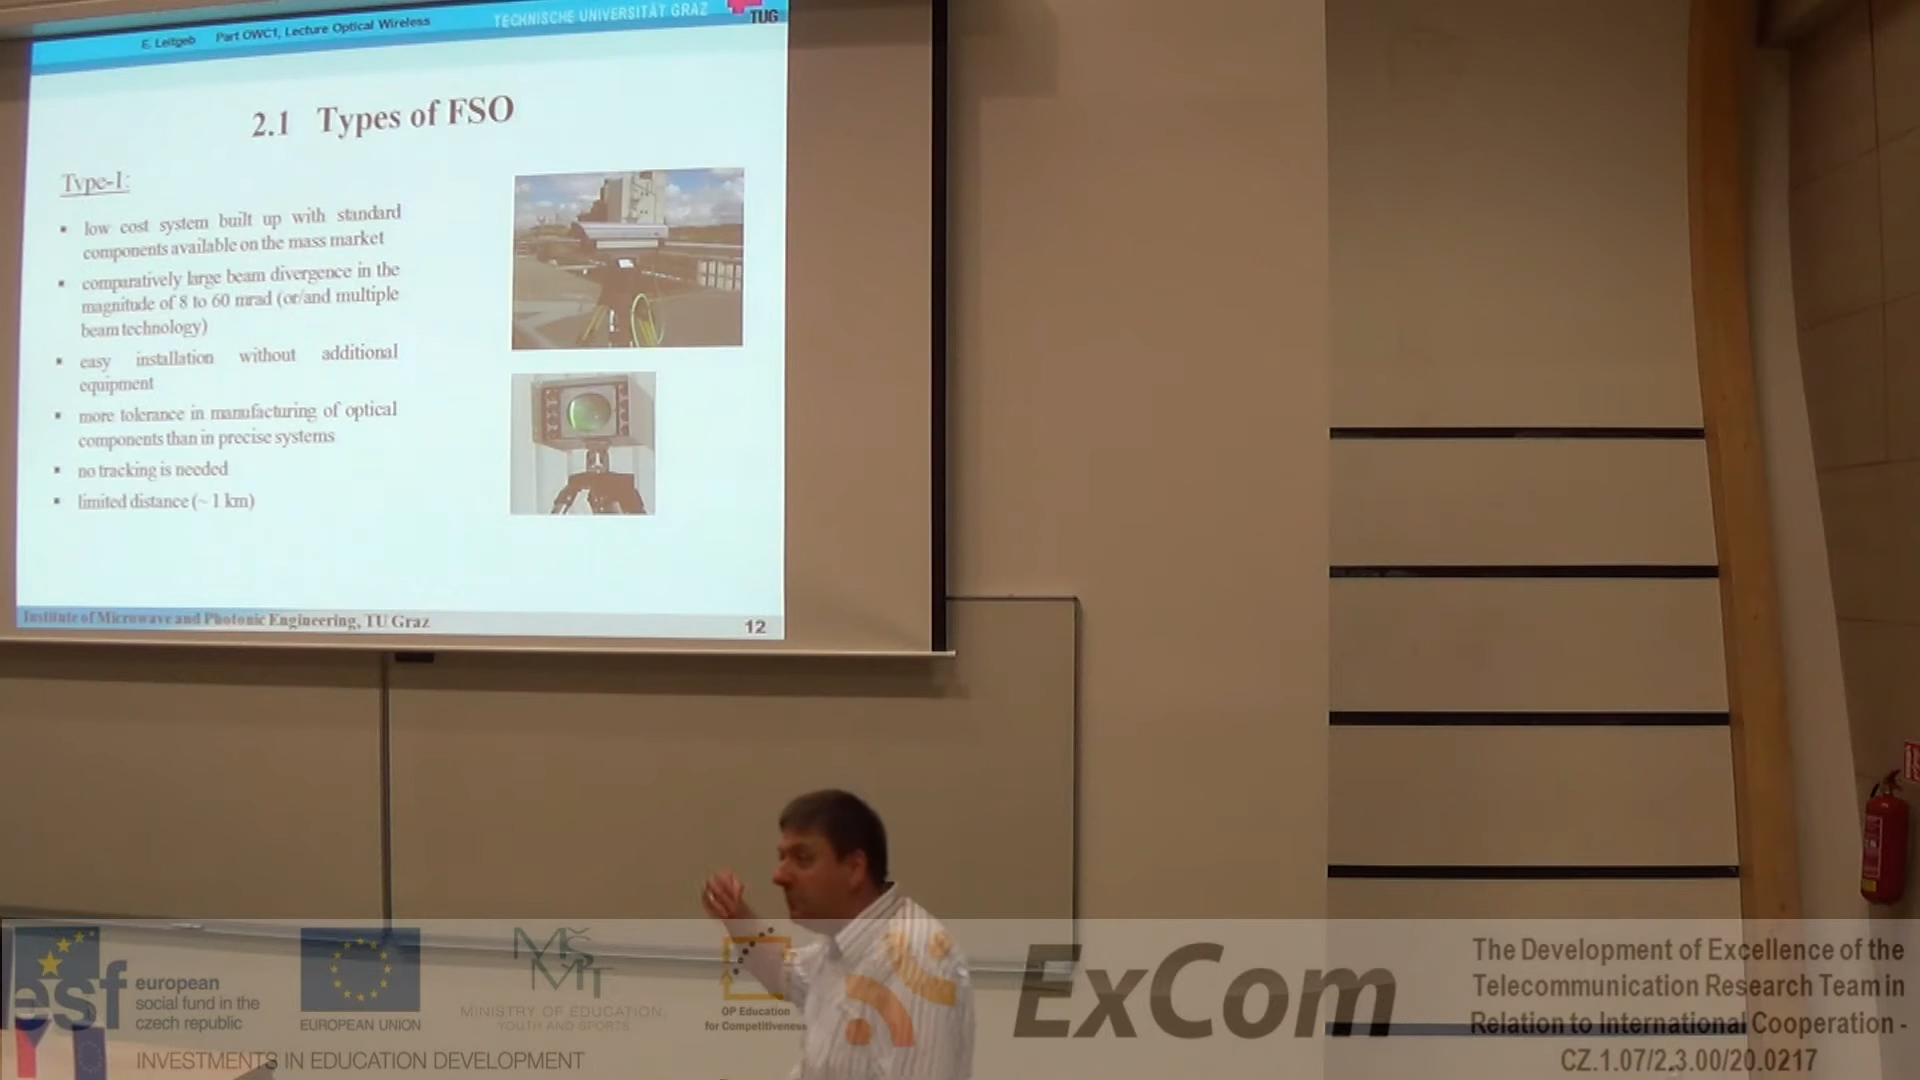 E. Leitgeb Part OWC1, Lecture Optical Wireless
TECHNISCHE UNIVERSITÄT GRAZ
TUG
2.1 Types of FSO
Type-1:
▪ low cost system built up with standard
components available on the mass market
▪ comparatively large beam divergence in the
magnitude of 8 to 60 mrad (or/and multiple
beam technology)
▪ easy installation without additional
equipment
▪ more tolerance in manufacturing of optical
components than in precise systems
▪ no tracking is needed
▪ limited distance (~ 1 km)
Institute of Microwave and Photonic Engineering, TU Graz
12
esf
european
social fund in the
czech republic
EUROPEAN UNION
MŠMT
MINISTRY OF EDUCATION,
YOUTH AND SPORTS
OP Education
for Competitiveness
INVESTMENTS IN EDUCATION DEVELOPMENT
ExCom
The Development of Excellence of the
Telecommunication Research Team in
Relation to International Cooperation -
CZ.1.07/2.3.00/20.0217